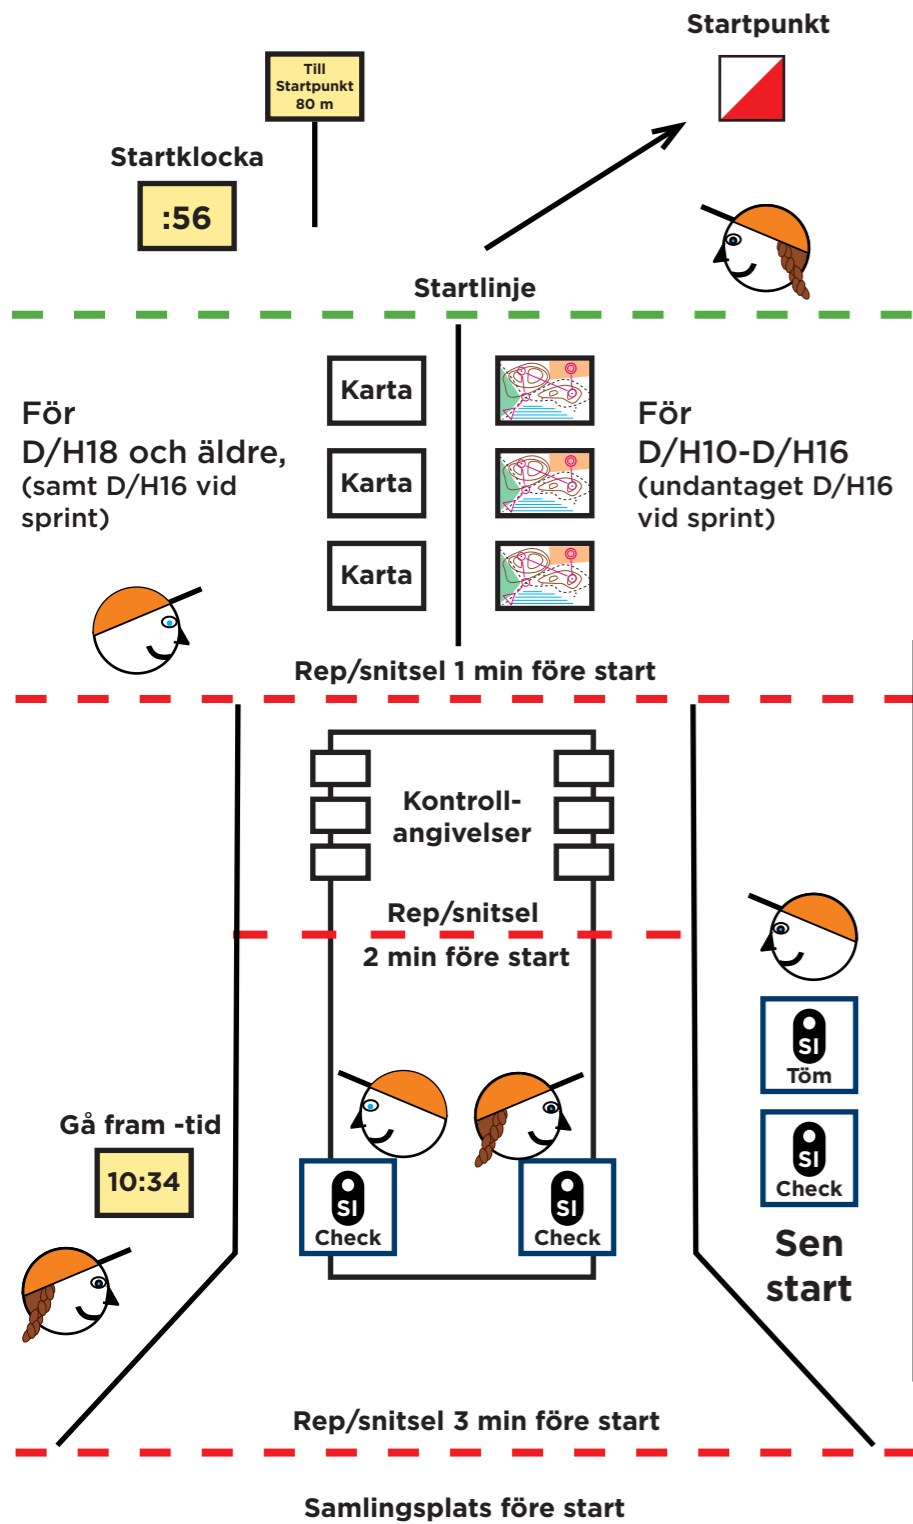 Startpunkt
Till
Startpunkt
80 m
Startklocka
:56
Startlinje
För
D/H18 och äldre,
(samt D/H16 vid
sprint)
Karta
Karta
Karta
För
D/H10-D/H16
(undantaget D/H16
vid sprint)
Rep/snitsel 1 min före start
Kontroll-
angivelser
Rep/snitsel
2 min före start
SI
Töm
SI
Check
Sen
start
Gå fram -tid
10:34
SI
Check
SI
Check
Rep/snitsel 3 min före start
Samlingsplats före start